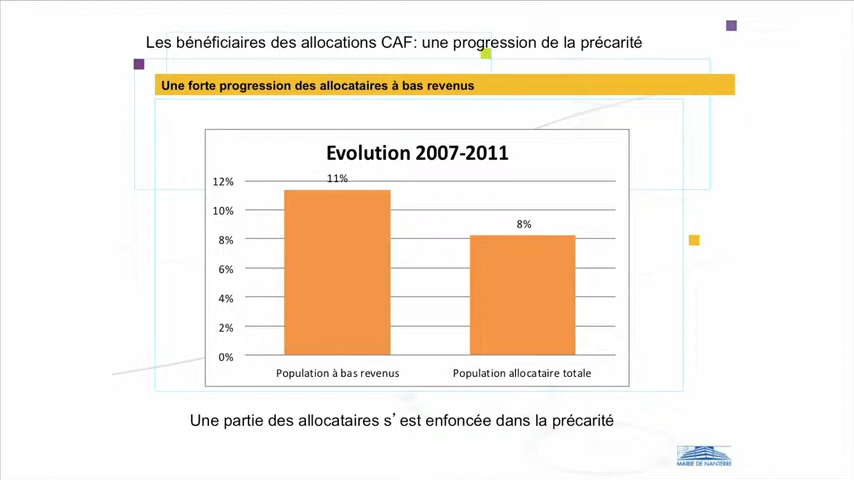 Les bénéficiaires des allocations CAF: une progression de la précarité
Une forte progression des allocataires à bas revenus
Evolution 2007-2011
12%
11%
10%
8%
8%
6%
4%
2%
0%
Population à bas revenus
Population allocataire totale
Une partie des allocataires s’est enfoncée dans la précarité
MAIRIE DE NANTERRE